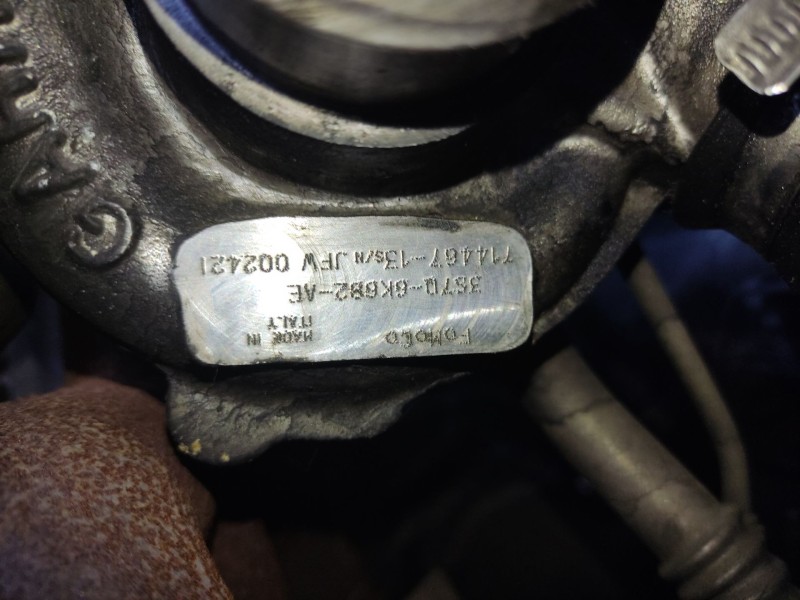 FoMoCo MADE IN
ITALY
3S7Q-6K682-AE
714467-13 S/N JFW 002421